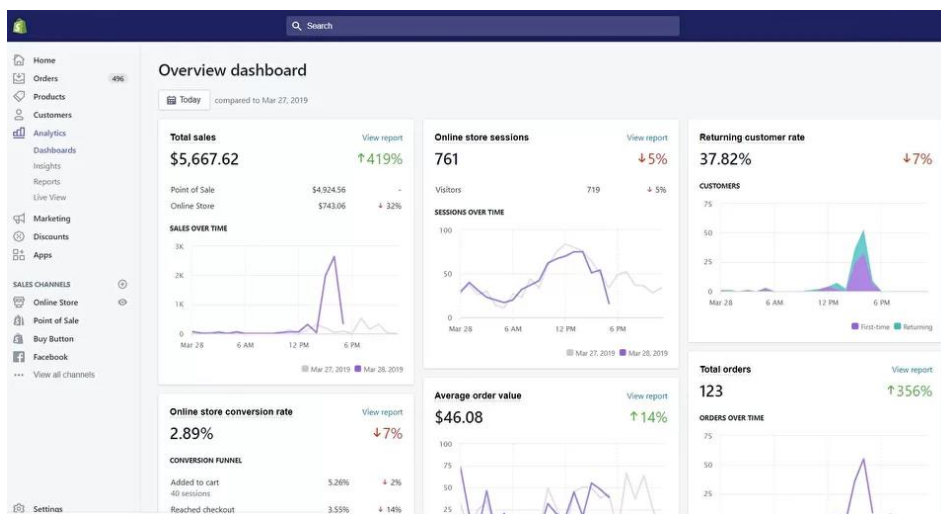 Search
Home
Orders 496
Products
Customers
Analytics
Dashboards
Insights
Reports
Live View
Marketing
Discounts
Apps
SALES CHANNELS
Online Store
Point of Sale
Buy Button
Facebook
View all channels
Settings
Overview dashboard
Today compared to Mar 27, 2019
Total sales View report
$5,667.62 ↑419%
Point of Sale $4,924.56 -
Online Store $743.06 ↓ 32%
SALES OVER TIME
3K
2K
1K
0
Mar 28 6 AM 12 PM 6 PM
Mar 27, 2019 Mar 28, 2019
Online store sessions View report
761 ↓5%
Visitors 719 ↓ 5%
SESSIONS OVER TIME
100
50
0
Mar 28 6 AM 12 PM 6 PM
Mar 27, 2019 Mar 28, 2019
Returning customer rate
37.82% ↓7%
CUSTOMERS
75
50
25
0
Mar 28 6 AM 12 PM 6 PM
First-time Returning
Online store conversion rate View report
2.89% ↓7%
CONVERSION FUNNEL
Added to cart 5.26% ↓ 2%
40 sessions
Reached checkout 3.55% ↓ 14%
Average order value View report
$46.08 ↑14%
100
75
50
25
Total orders View report
123 ↑356%
ORDERS OVER TIME
75
50
25